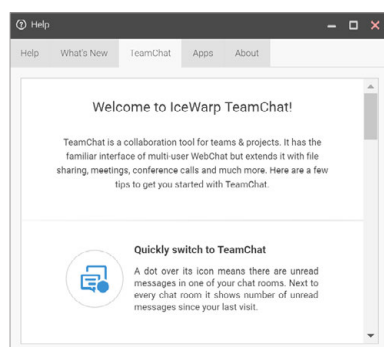 Help
Help What's New TeamChat Apps About
Welcome to IceWarp TeamChat!
TeamChat is a collaboration tool for teams & projects. It has the
familiar interface of multi-user WebChat but extends it with file
sharing, meetings, conference calls and much more. Here are a few
tips to get you started with TeamChat.
Quickly switch to TeamChat
A dot over its icon means there are unread
messages in one of your chat rooms. Next to
every chat room it shows number of unread
messages since your last visit.